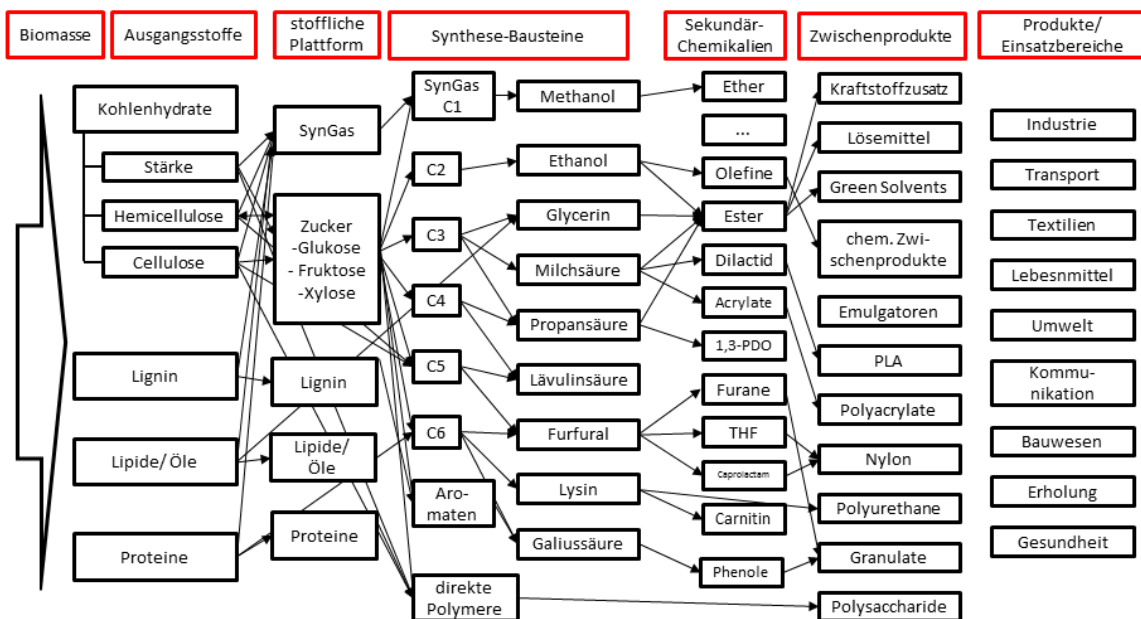 Biomasse
Ausgangsstoffe
stoffliche
Plattform
Synthese-Bausteine
Sekundär-
Chemikalien
Zwischenprodukte
Produkte/
Einsatzbereiche
Kohlenhydrate
Stärke
Hemicellulose
Cellulose
Lignin
Lipide/ Öle
Proteine
SynGas
Zucker
-Glukose
- Fruktose
-Xylose
Lignin
Lipide/
Öle
Proteine
SynGas
C1
C2
C3
C4
C5
C6
Aro-
maten
direkte
Polymere
Methanol
Ethanol
Glycerin
Milchsäure
Propansäure
Lävulinsäure
Furfural
Lysin
Galiussäure
Ether
...
Olefine
Ester
Dilactid
Acrylate
1,3-PDO
Furane
THF
Caprolactam
Carnitin
Phenole
Kraftstoffzusatz
Lösemittel
Green Solvents
chem. Zwi-
schenprodukte
Emulgatoren
PLA
Polyacrylate
Nylon
Polyurethane
Granulate
Polysaccharide
Industrie
Transport
Textilien
Lebesnmittel
Umwelt
Kommu-
nikation
Bauwesen
Erholung
Gesundheit